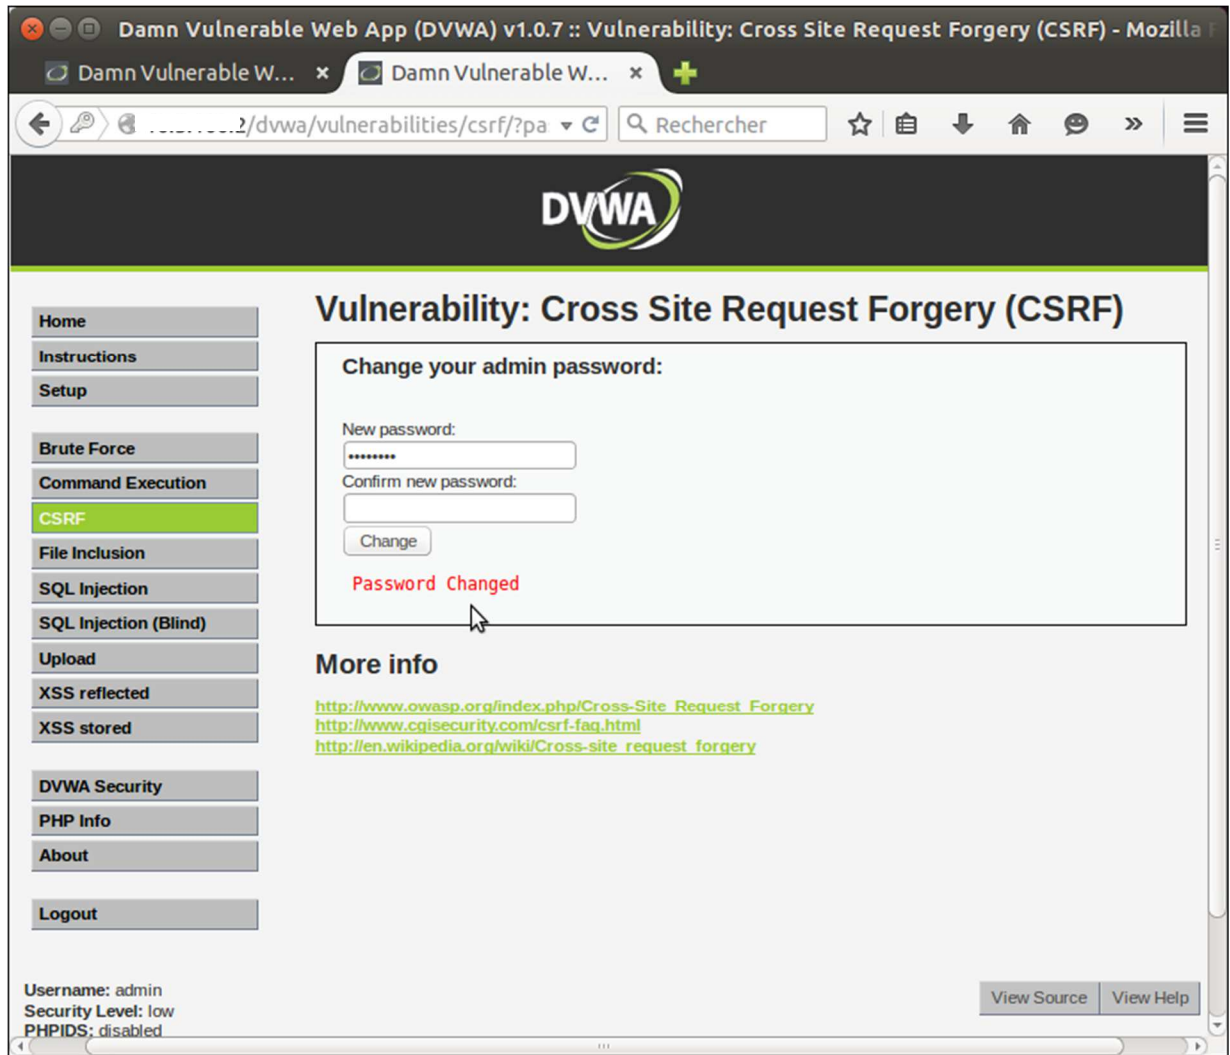 Damn Vulnerable Web App (DVWA) v1.0.7 :: Vulnerability: Cross Site Request Forgery (CSRF) - Mozilla
Damn Vulnerable W... × Damn Vulnerable W... ×
2/dvwa/vulnerabilities/csrf/?pa Rechercher
DVWA
Vulnerability: Cross Site Request Forgery (CSRF)
Home
Instructions
Setup
Brute Force
Command Execution
CSRF
File Inclusion
SQL Injection
SQL Injection (Blind)
Upload
XSS reflected
XSS stored
DVWA Security
PHP Info
About
Logout
Change your admin password:
New password:
••••••••
Confirm new password:
Change
Password Changed
More info
http://www.owasp.org/index.php/Cross-Site_Request_Forgery
http://www.cgisecurity.com/csrf-faq.html
http://en.wikipedia.org/wiki/Cross-site_request_forgery
Username: admin
Security Level: low
PHPIDS: disabled
View Source View Help